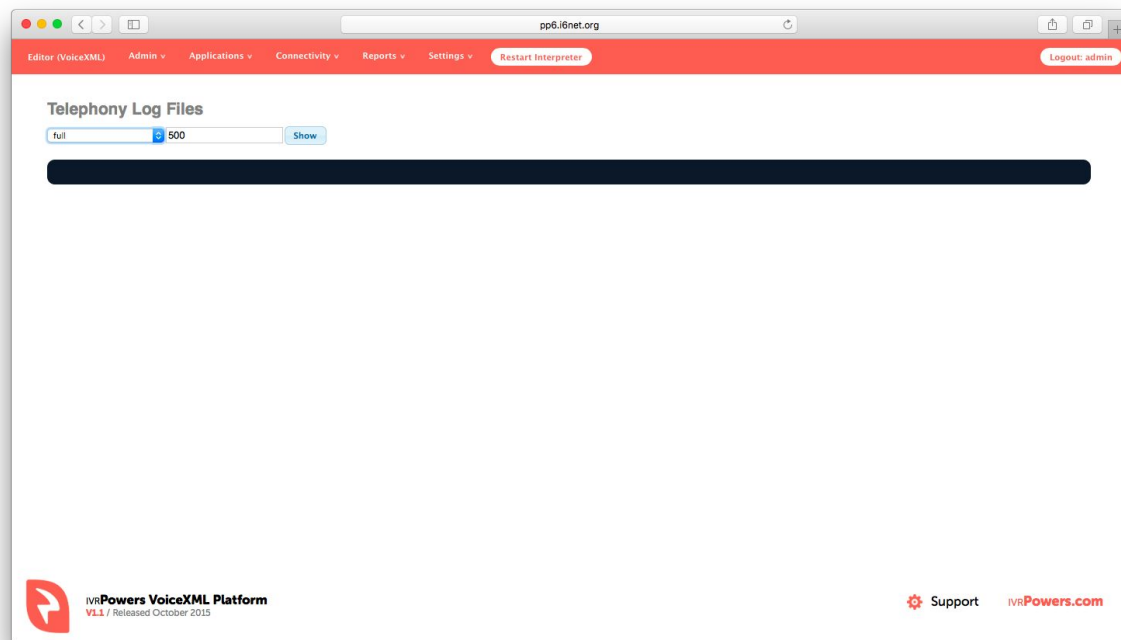 pp6.i6net.org
Editor (VoiceXML) Admin v Applications v Connectivity v Reports v Settings v Restart Interpreter Logout: admin
Telephony Log Files
full 500 Show
IVRPowers VoiceXML Platform
V1.1 / Released October 2015
Support IVRPowers.com